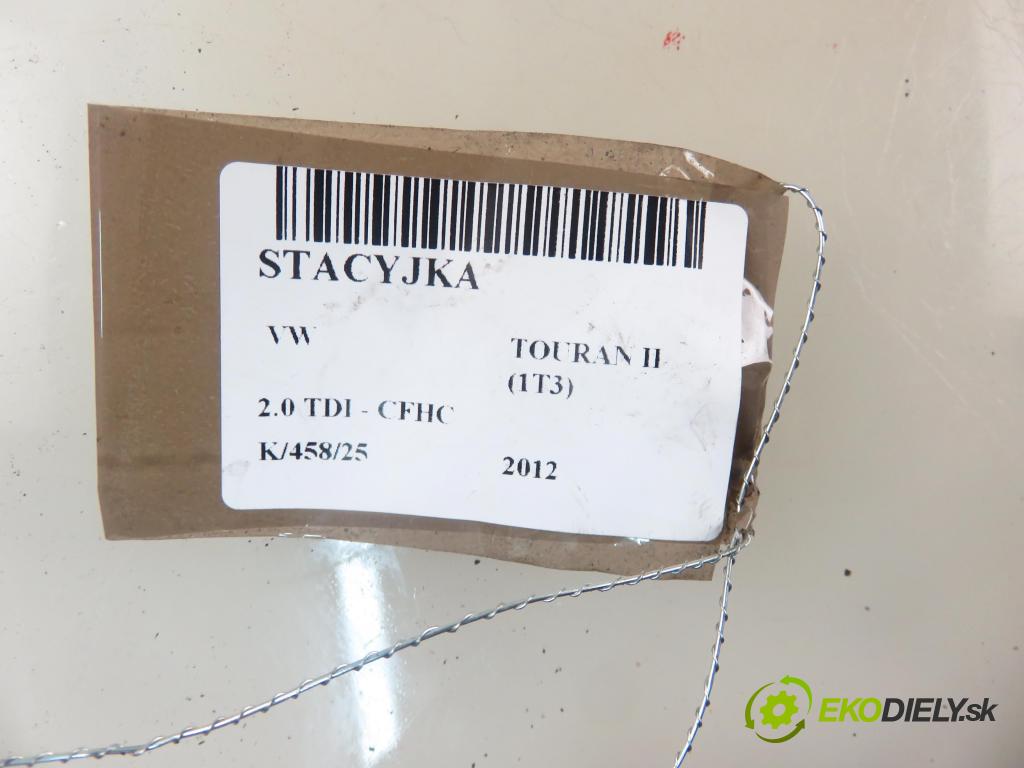 STACYJKA
VW
TOURAN II
(1T3)
2.0 TDI - CFHC
K/458/25
2012
EKODIELY.sk